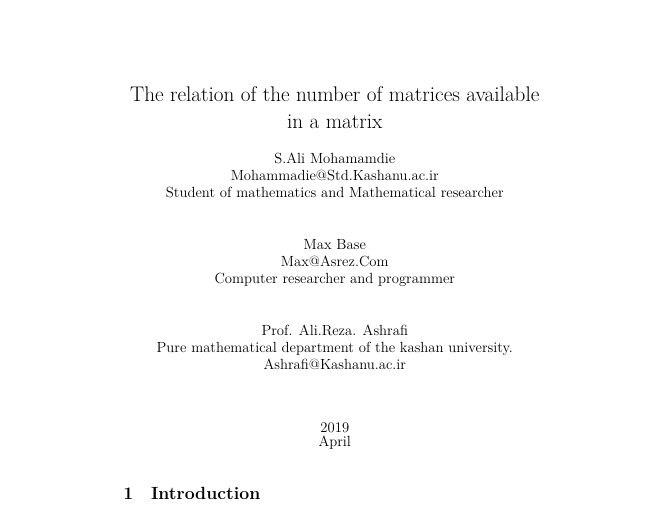 The relation of the number of matrices available
in a matrix
S.Ali Mohamamdie
Mohammadie@Std.Kashanu.ac.ir
Student of mathematics and Mathematical researcher
Max Base
Max@Asrez.Com
Computer researcher and programmer
Prof. Ali.Reza. Ashrafi
Pure mathematical department of the kashan university.
Ashrafi@Kashanu.ac.ir
2019
April
1 Introduction